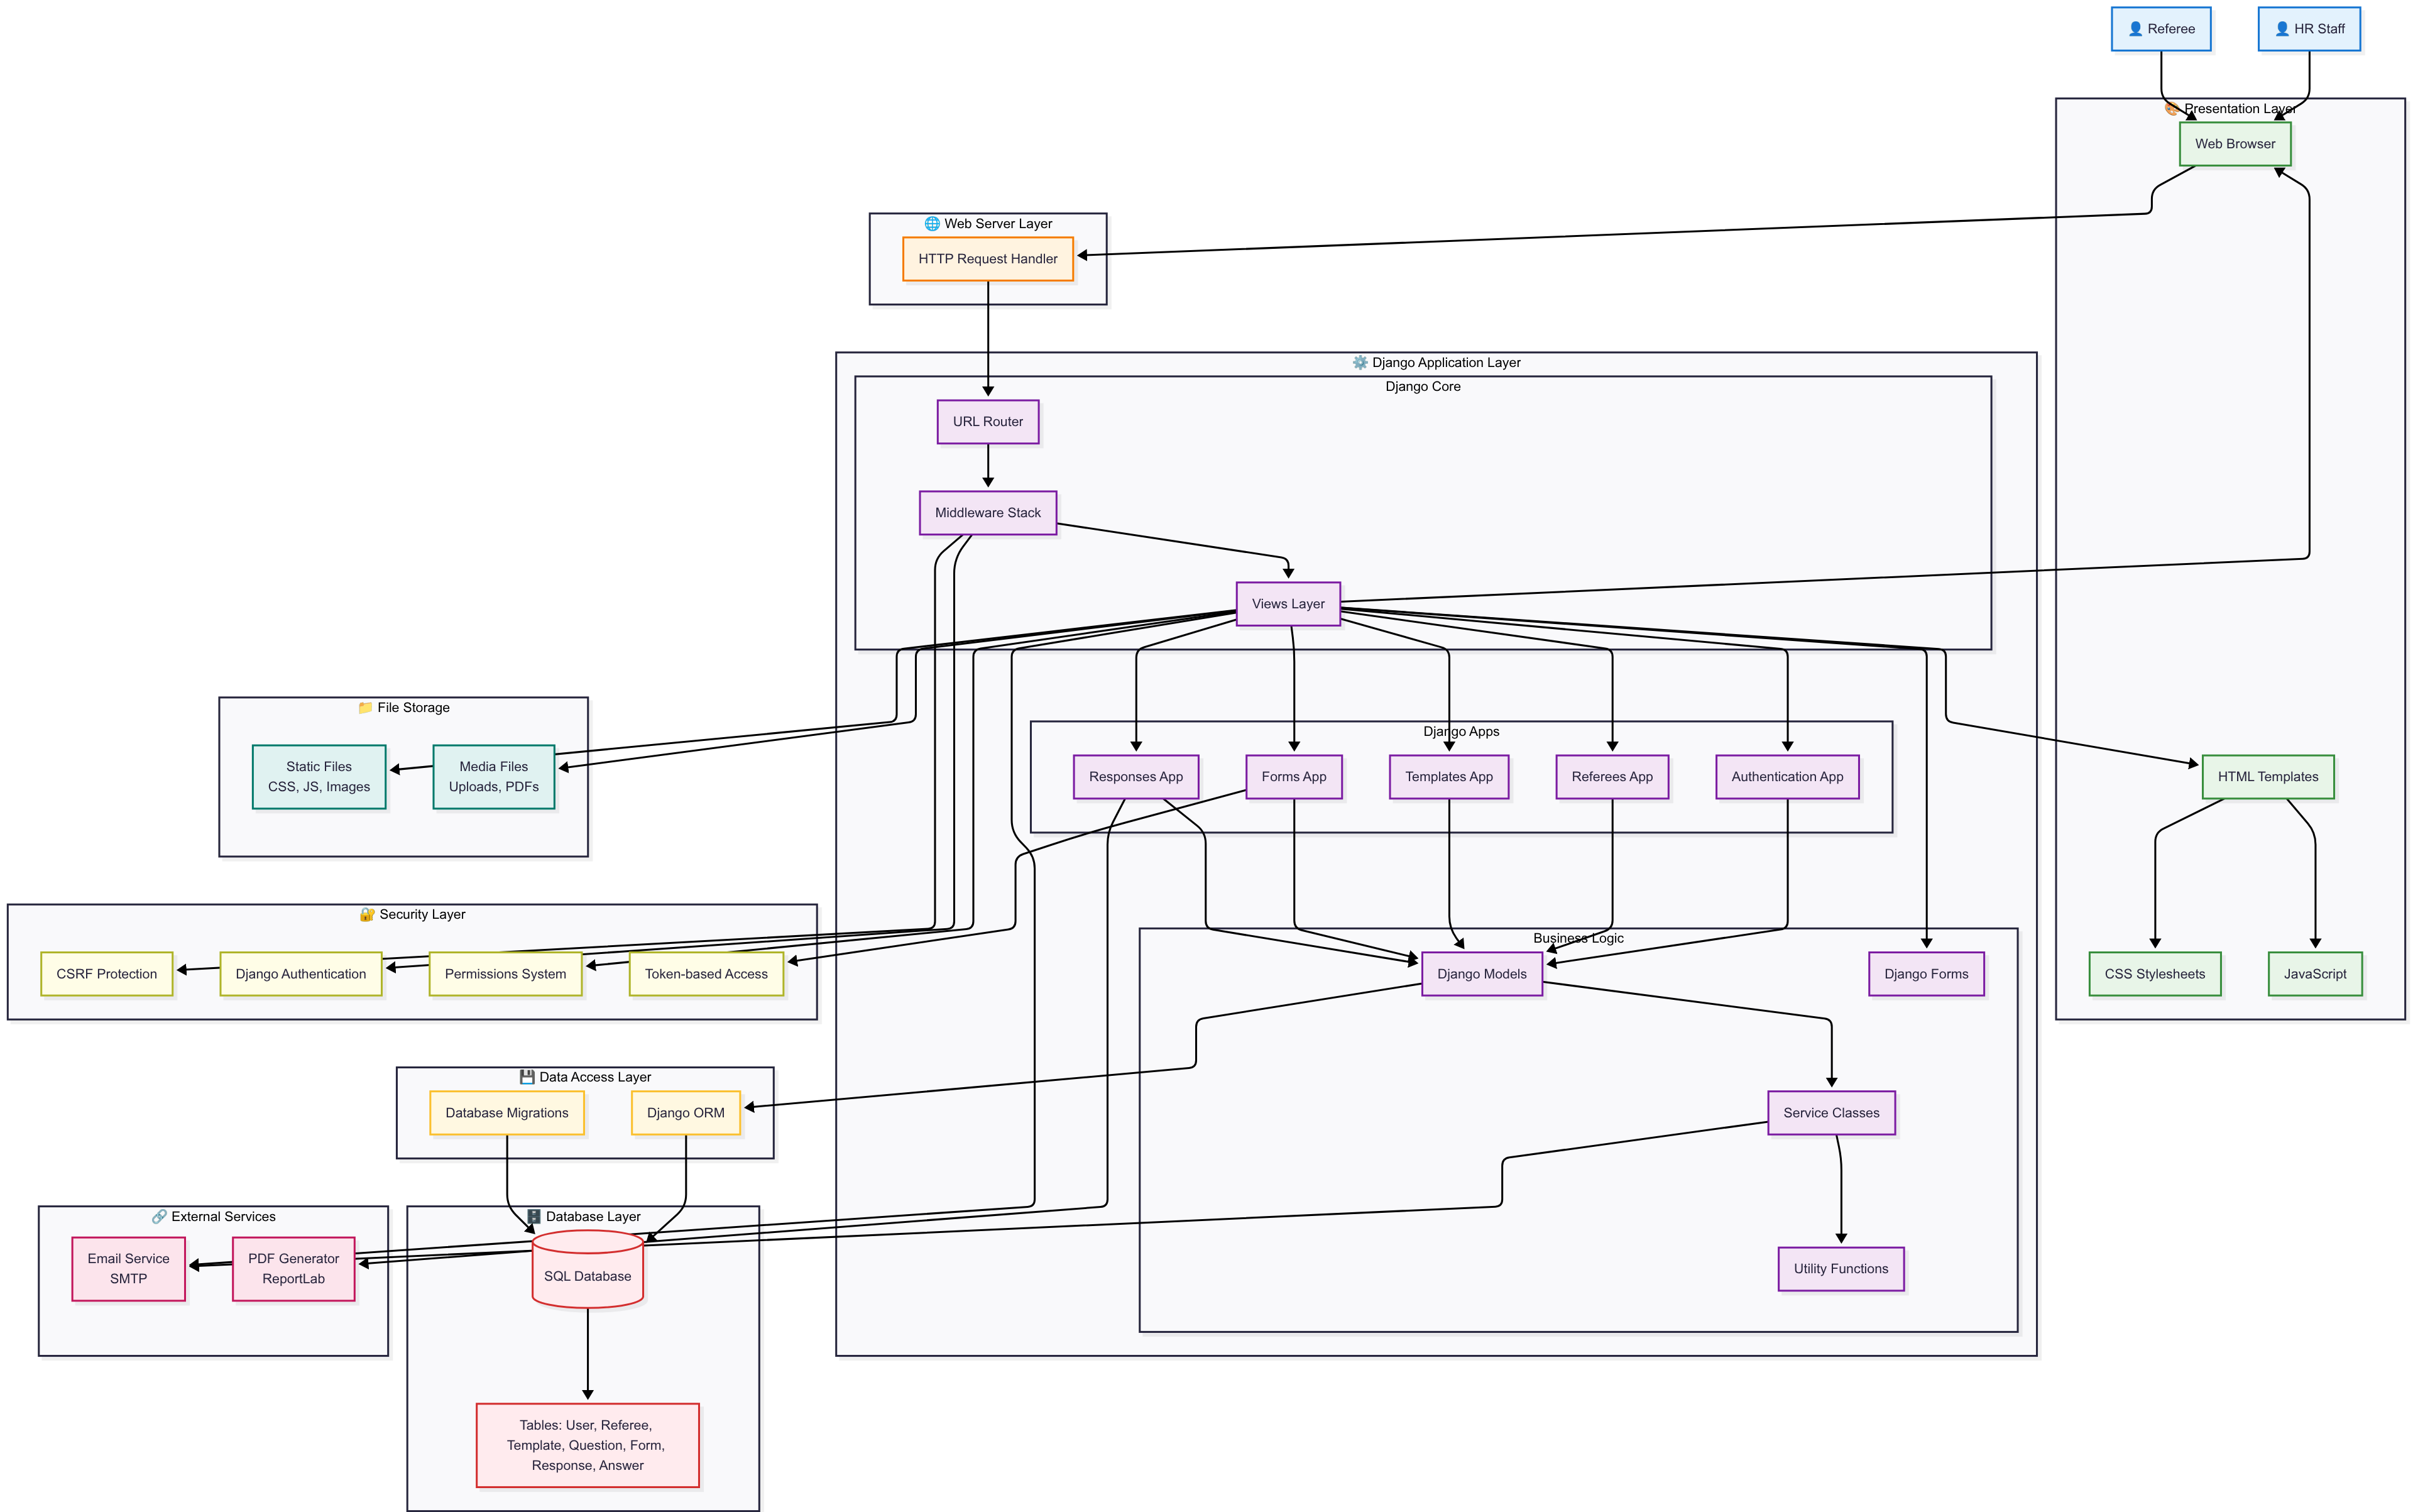 👤 Referee
👤 HR Staff
🎨 Presentation Layer
Web Browser
🌐 Web Server Layer
HTTP Request Handler
⚙️ Django Application Layer
Django Core
URL Router
Middleware Stack
Views Layer
📁 File Storage
Static Files
CSS, JS, Images
Media Files
Uploads, PDFs
Django Apps
Responses App
Forms App
Templates App
Referees App
Authentication App
HTML Templates
🔐 Security Layer
CSRF Protection
Django Authentication
Permissions System
Token-based Access
Business Logic
Django Models
Django Forms
CSS Stylesheets
JavaScript
💾 Data Access Layer
Database Migrations
Django ORM
Service Classes
🔗 External Services
Email Service
SMTP
PDF Generator
ReportLab
🗄️ Database Layer
SQL Database
Utility Functions
Tables: User, Referee,
Template, Question, Form,
Response, Answer